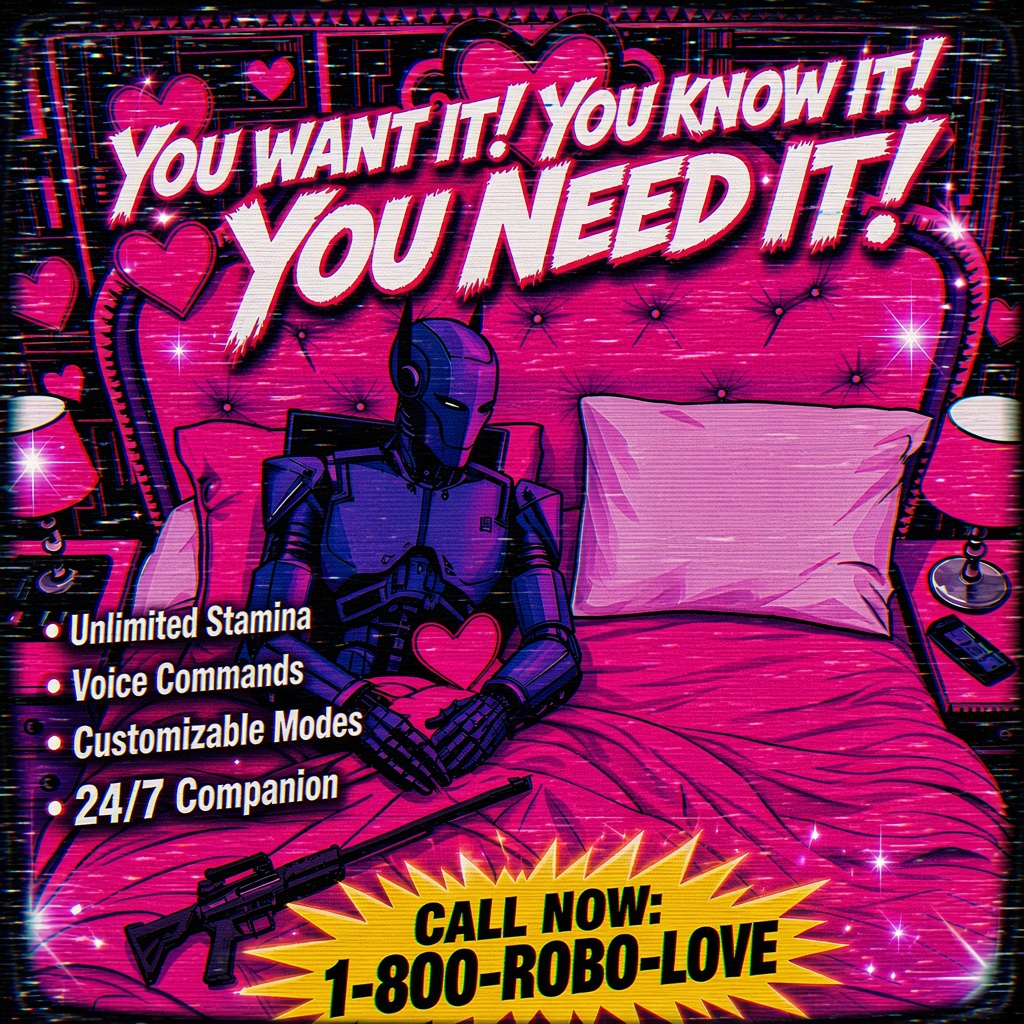 You want it! You know it!
You need it!
• Unlimited Stamina
• Voice Commands
• Customizable Modes
• 24/7 Companion
CALL NOW:
1-800-ROBO-LOVE